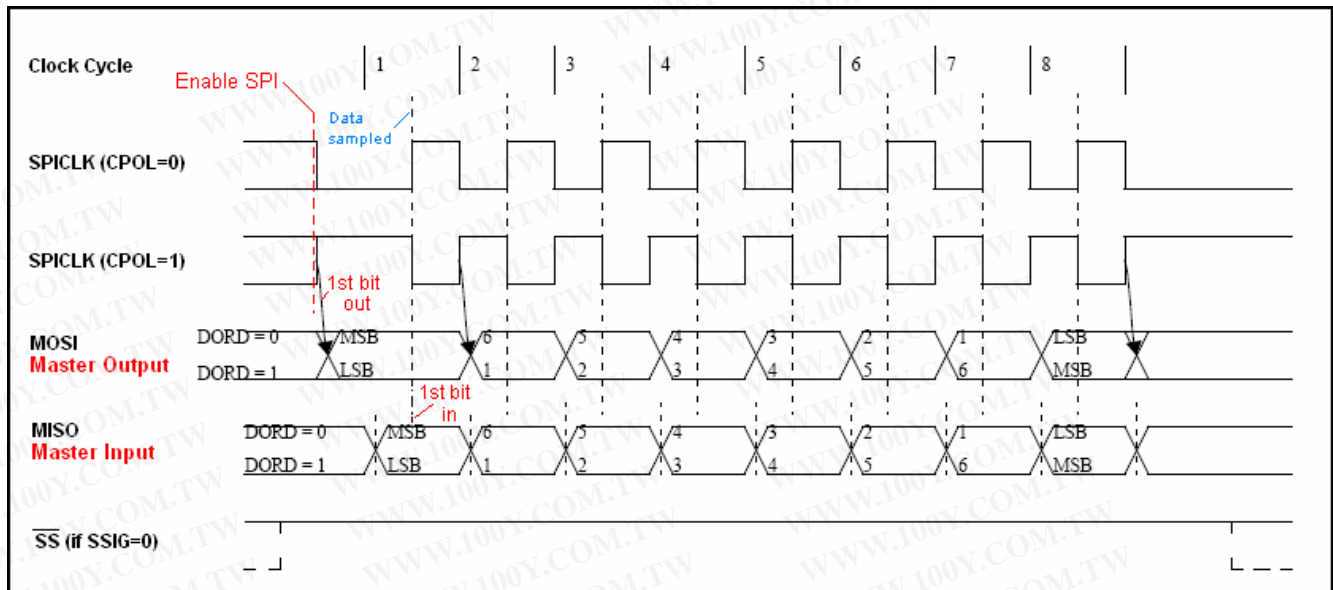 Clock Cycle 1 2 3 4 5 6 7 8
Enable SPI
Data
sampled
SPICLK (CPOL=0)
SPICLK (CPOL=1)
1st bit
out
MOSI DORD = 0 MSB 6 5 4 3 2 1 LSB
Master Output DORD = 1 LSB 1 2 3 4 5 6 MSB
1st bit
in
MISO DORD = 0 MSB 6 5 4 3 2 1 LSB
Master Input DORD = 1 LSB 1 2 3 4 5 6 MSB
SS (if SSIG=0)
WWW.100Y.COM.TW